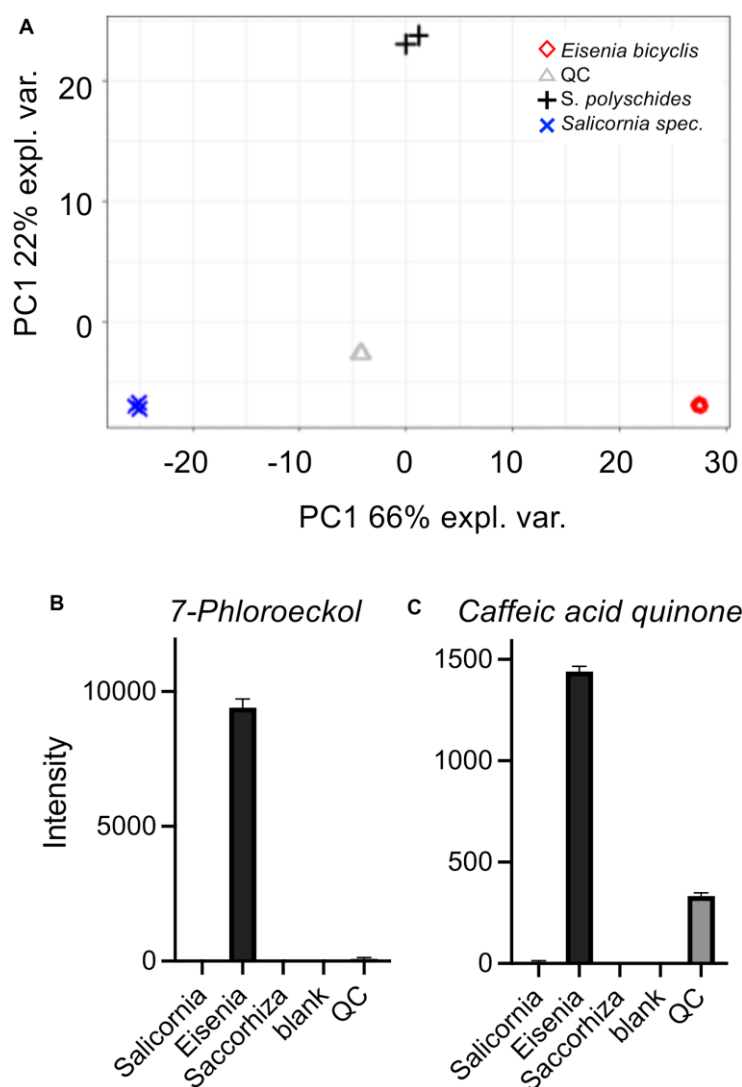 A
Eisenia bicyclis
QC
S. polyschides
Salicornia spec.
20
10
0
PC1 22% expl. var.
-20 -10 0 10 20 30
PC1 66% expl. var.
B 7-Phloroeckol
10000
5000
0
Intensity
Salicornia
Eisenia
Saccorhiza
blank
QC
C Caffeic acid quinone
1500
1000
500
0
Salicornia
Eisenia
Saccorhiza
blank
QC